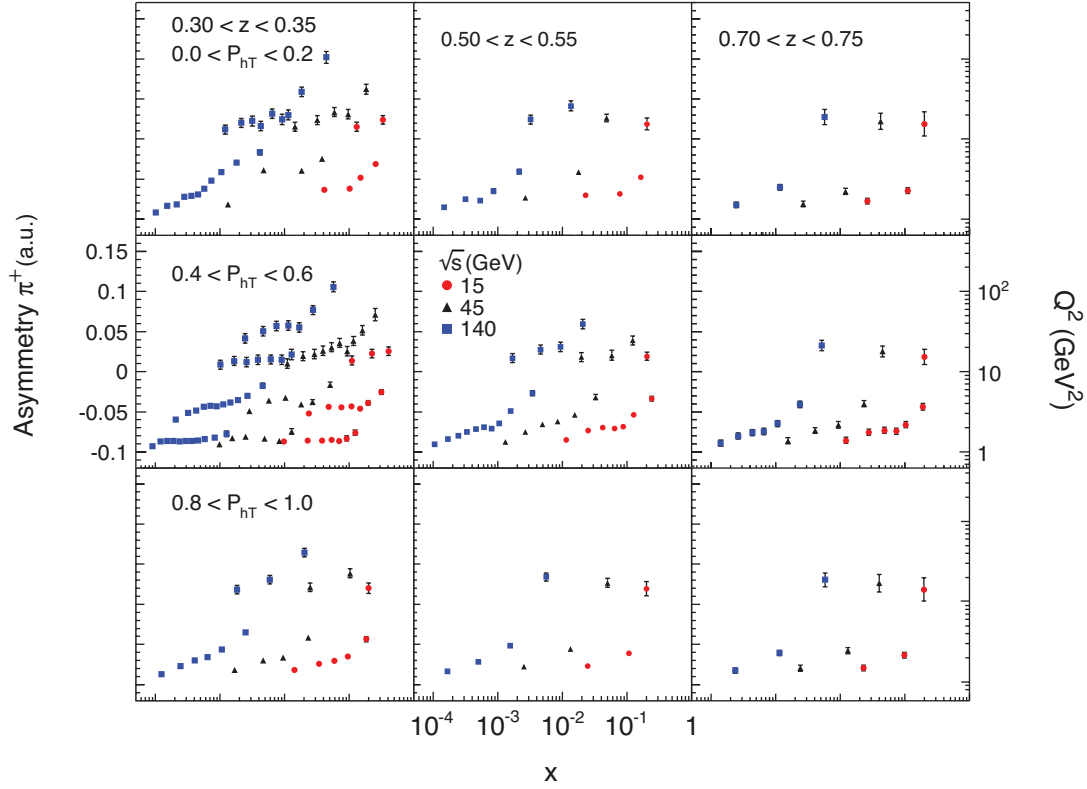 0.30 < z < 0.35
0.0 < P_hT < 0.2
0.50 < z < 0.55
0.70 < z < 0.75
Asymmetry π⁺ (a.u.)
0.15
0.1
0.05
0
-0.05
-0.1
0.4 < P_hT < 0.6
√s (GeV)
15
45
140
10²
10
1
Q² (GeV²)
0.8 < P_hT < 1.0
10⁻⁴
10⁻³
10⁻²
10⁻¹
1
x